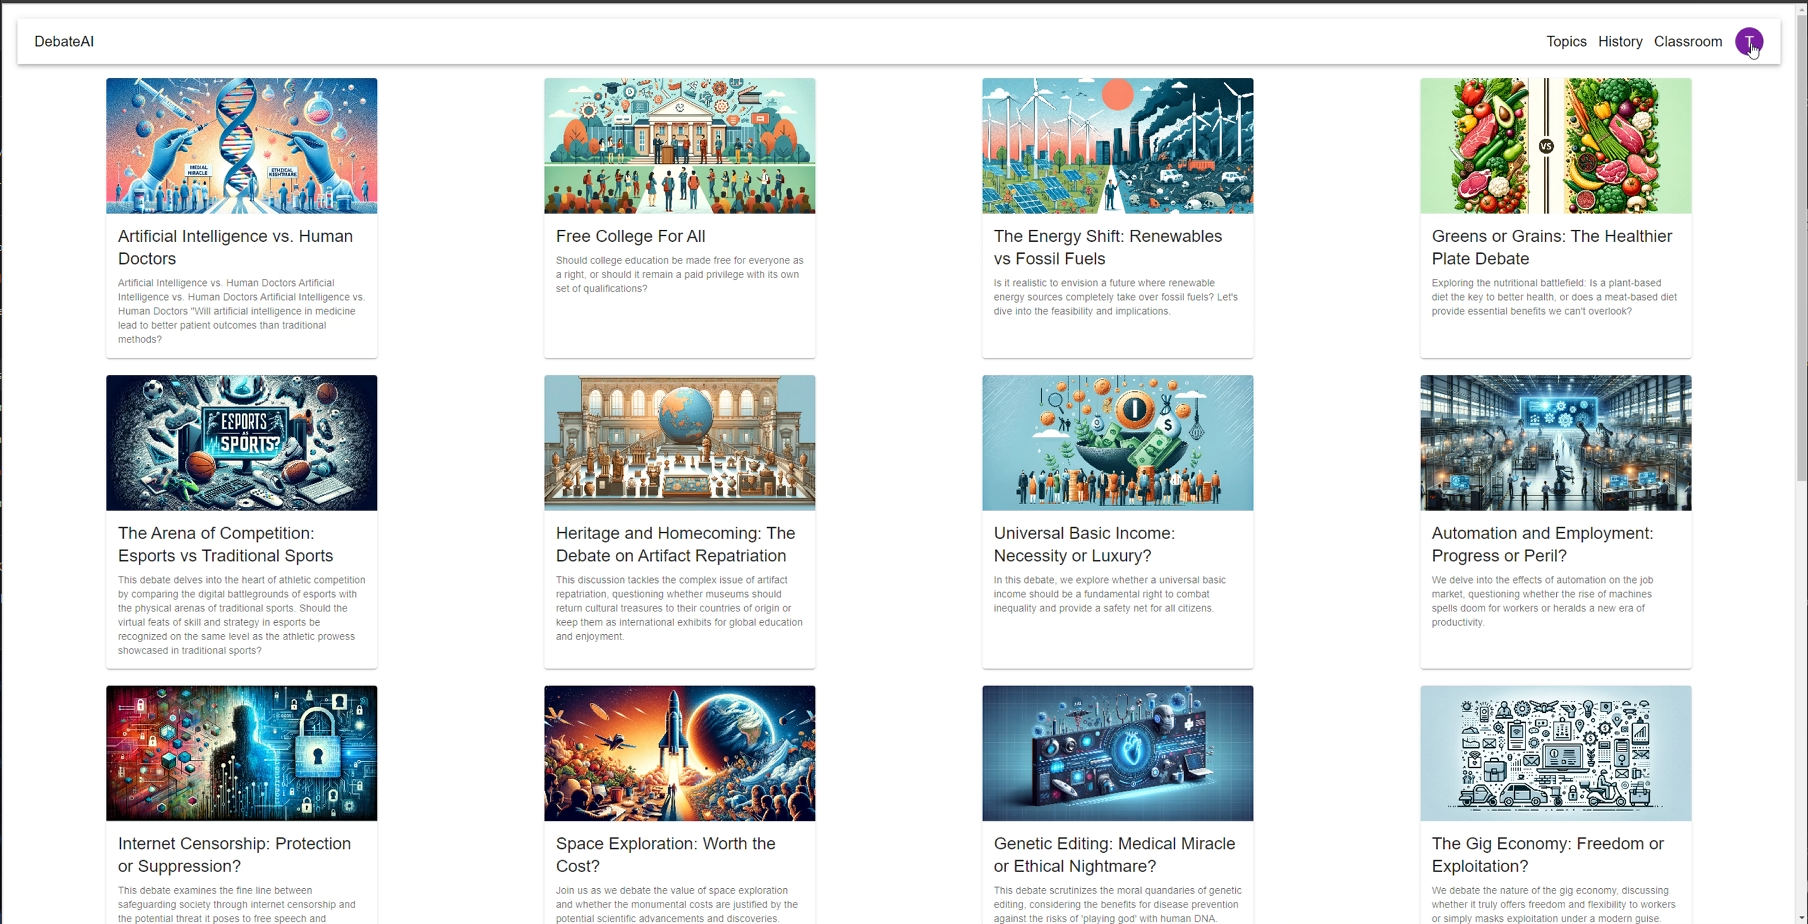 DebateAI
Topics History Classroom T
MEDICAL
MIRACLE
ETHICAL
NIGHTMARE
VS
Artificial Intelligence vs. Human
Doctors
Artificial Intelligence vs. Human Doctors Artificial
Intelligence vs. Human Doctors Artificial Intelligence vs.
Human Doctors "Will artificial intelligence in medicine
lead to better patient outcomes than traditional
methods?
Free College For All
Should college education be made free for everyone as
a right, or should it remain a paid privilege with its own
set of qualifications?
The Energy Shift: Renewables
vs Fossil Fuels
Is it realistic to envision a future where renewable
energy sources completely take over fossil fuels? Let's
dive into the feasibility and implications.
Greens or Grains: The Healthier
Plate Debate
Exploring the nutritional battlefield: Is a plant-based
diet the key to better health, or does a meat-based diet
provide essential benefits we can't overlook?
ESPORTS
SPORTS?
The Arena of Competition:
Esports vs Traditional Sports
This debate delves into the heart of athletic competition
by comparing the digital battlegrounds of esports with
the physical arenas of traditional sports. Should the
virtual feats of skill and strategy in esports be
recognized on the same level as the athletic prowess
showcased in traditional sports?
Heritage and Homecoming: The
Debate on Artifact Repatriation
This discussion tackles the complex issue of artifact
repatriation, questioning whether museums should
return cultural treasures to their countries of origin or
keep them as international exhibits for global education
and enjoyment.
Universal Basic Income:
Necessity or Luxury?
In this debate, we explore whether a universal basic
income should be a fundamental right to combat
inequality and provide a safety net for all citizens.
Automation and Employment:
Progress or Peril?
We delve into the effects of automation on the job
market, questioning whether the rise of machines
spells doom for workers or heralds a new era of
productivity.
Internet Censorship: Protection
or Suppression?
This debate examines the fine line between
safeguarding society through internet censorship and
the potential threat it poses to free speech and
Space Exploration: Worth the
Cost?
Join us as we debate the value of space exploration
and whether the monumental costs are justified by the
potential scientific advancements and discoveries.
Genetic Editing: Medical Miracle
or Ethical Nightmare?
This debate scrutinizes the moral quandaries of genetic
editing, considering the benefits for disease prevention
against the risks of 'playing god' with human DNA.
The Gig Economy: Freedom or
Exploitation?
We debate the nature of the gig economy, discussing
whether it truly offers freedom and flexibility to workers
or simply masks exploitation under a modern guise.